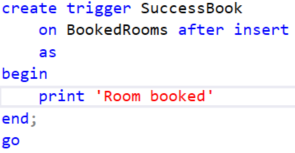 create trigger SuccessBook
on BookedRooms after insert
as
begin
print 'Room booked'
end;
go